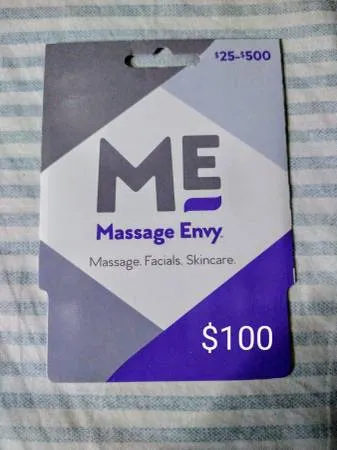 $25-$500
ME
Massage Envy.
Massage. Facials. Skincare.
$100